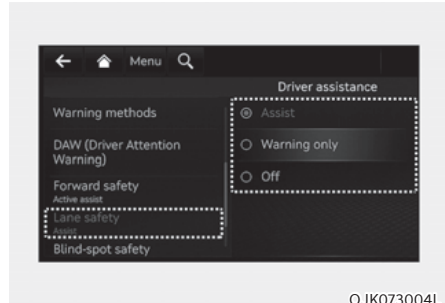 Menu
Driver assistance
Warning methods
DAW (Driver Attention
Warning)
Forward safety
Active assist
Lane safety
Assist
Blind-spot safety
Assist
Warning only
Off
OJK073004L